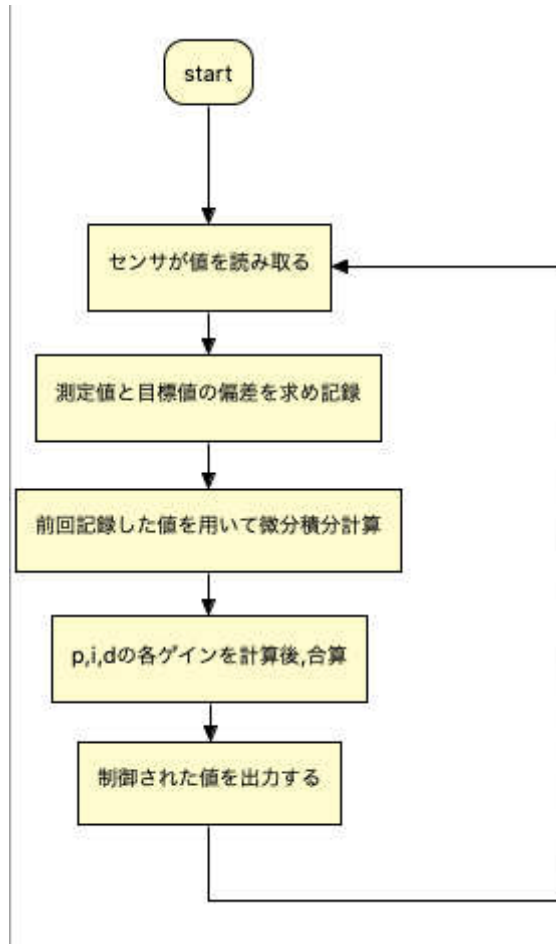 start
センサが値を読み取る
測定値と目標値の偏差を求め記録
前回記録した値を用いて微分積分計算
p,i,dの各ゲインを計算後,合算
制御された値を出力する